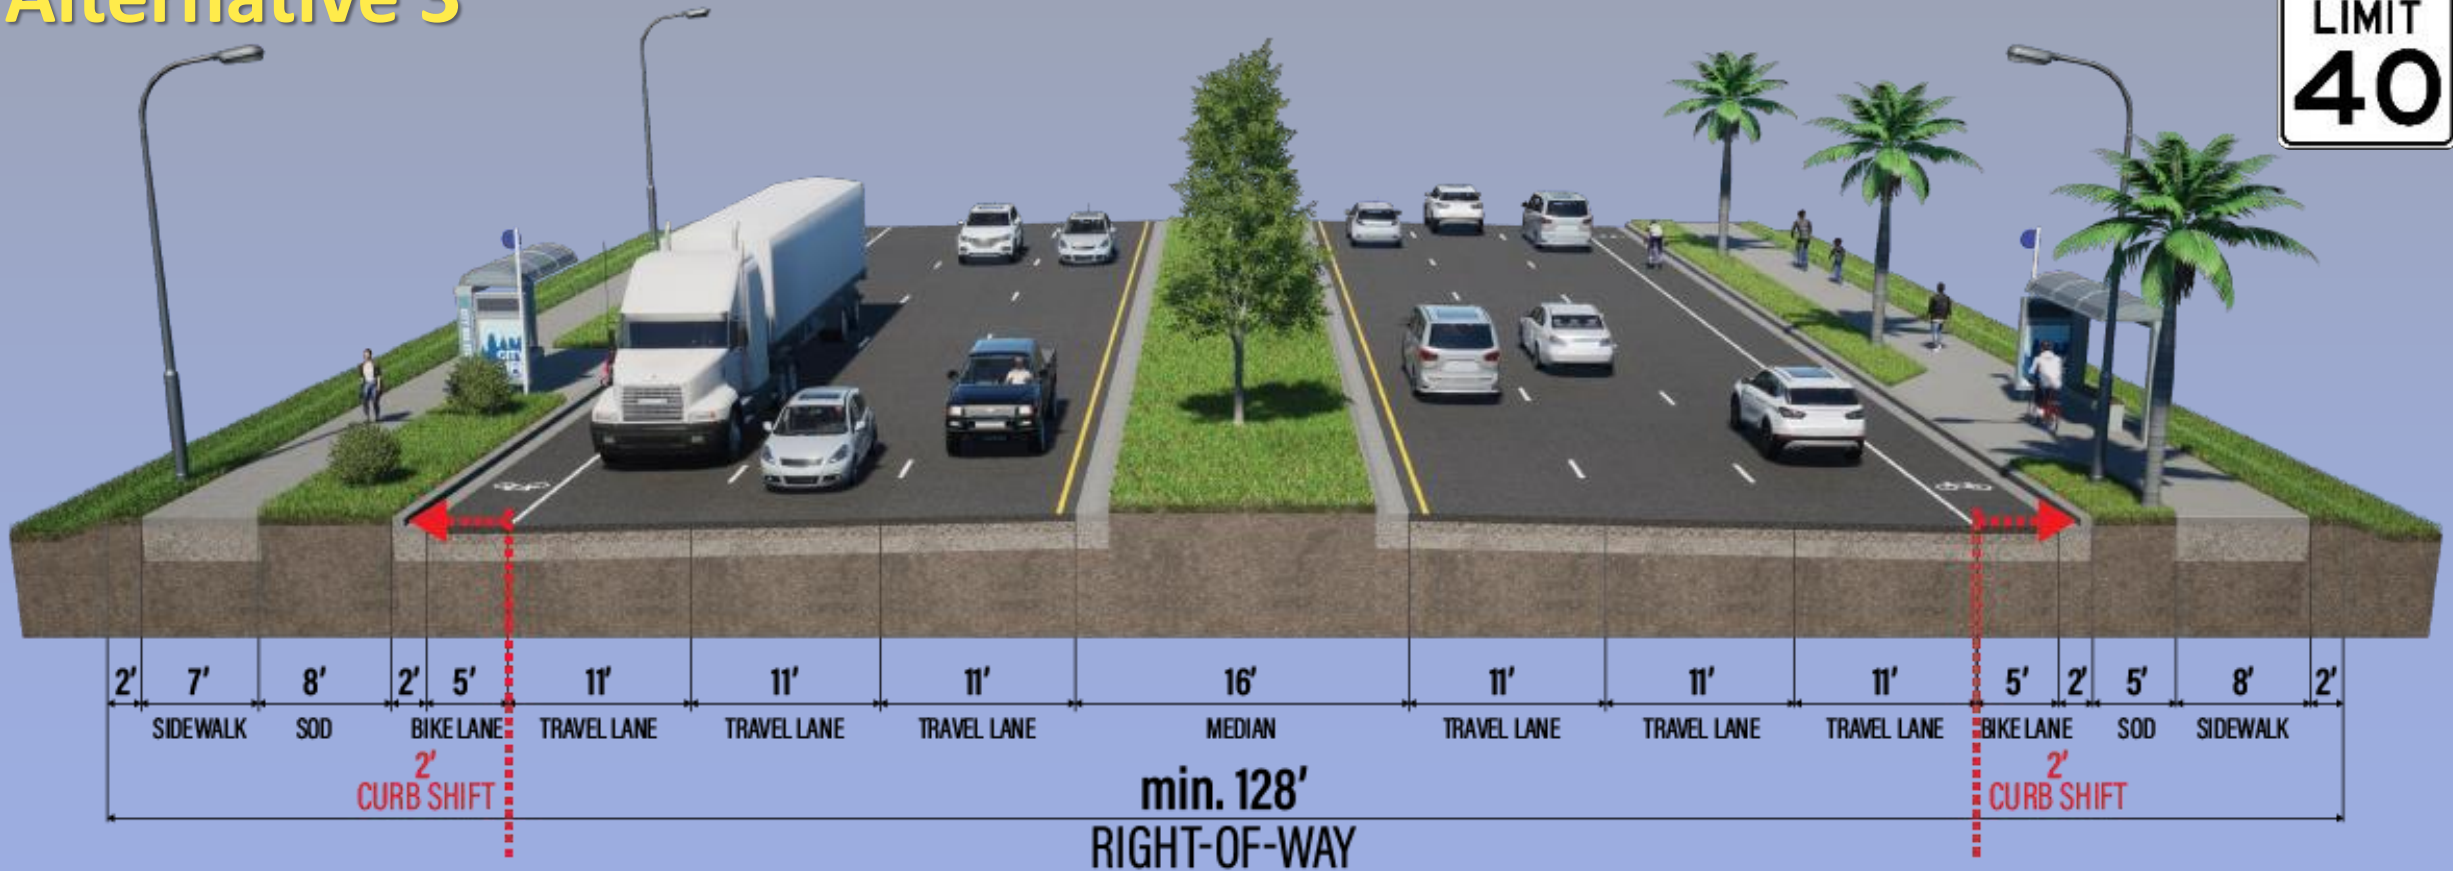 Alternative 3
LIMIT
40
CITY
2' 7' 8' 2' 5' 11' 11' 11' 16' 11' 11' 11' 5' 2' 5' 8' 2'
SIDEWALK SOD BIKE LANE TRAVEL LANE TRAVEL LANE TRAVEL LANE MEDIAN TRAVEL LANE TRAVEL LANE TRAVEL LANE BIKE LANE SOD SIDEWALK
2'
CURB SHIFT
2'
CURB SHIFT
min. 128'
RIGHT-OF-WAY